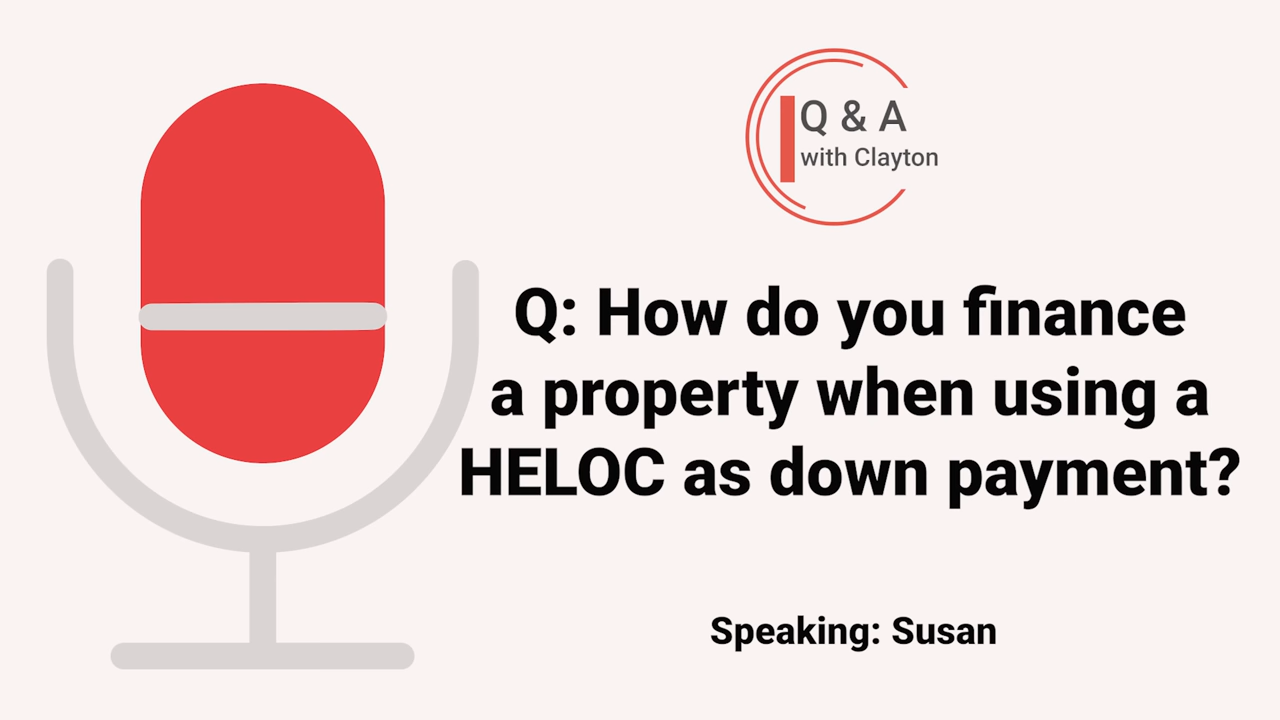 Q & A
with Clayton
Q: How do you finance
a property when using a
HELOC as down payment?
Speaking: Susan